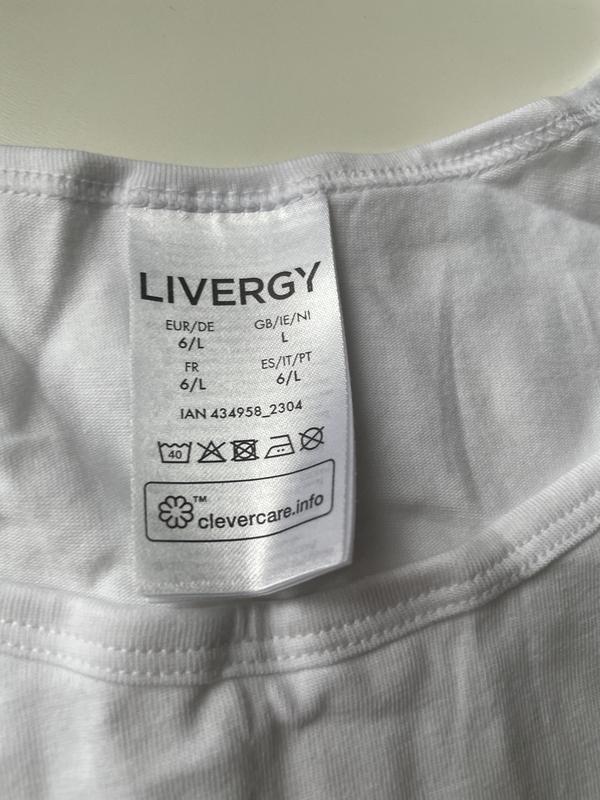 LIVERGY
EUR/DE GB/IE/NI
6/L L
FR ES/IT/PT
6/L 6/L
IAN 434958_2304
40
™ clevercare.info